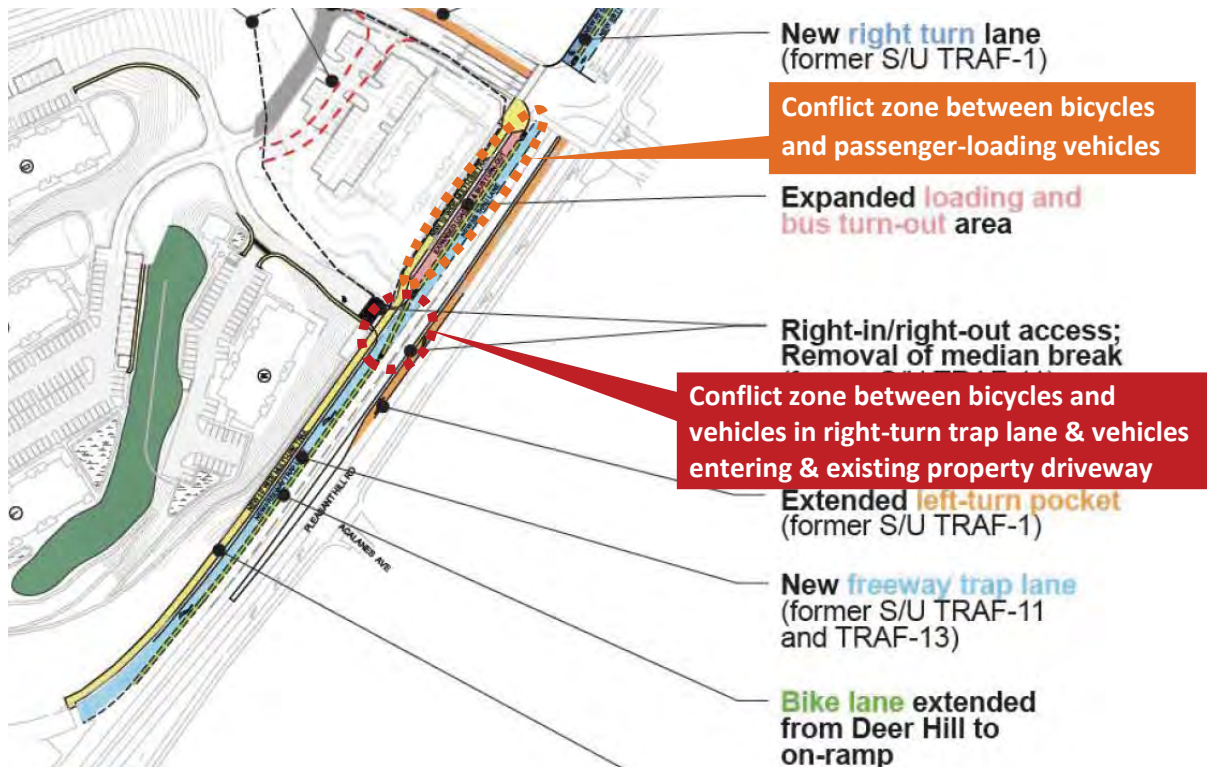 New right turn lane
(former S/U TRAF-1)
Conflict zone between bicycles
and passenger-loading vehicles
Expanded loading and
bus turn-out area
Right-in/right-out access;
Removal of median break
Conflict zone between bicycles and
vehicles in right-turn trap lane & vehicles
entering & existing property driveway
Extended left-turn pocket
(former S/U TRAF-1)
New freeway trap lane
(former S/U TRAF-11
and TRAF-13)
Bike lane extended
from Deer Hill to
on-ramp
PLEASANT HILL RD
ACALANES AVE